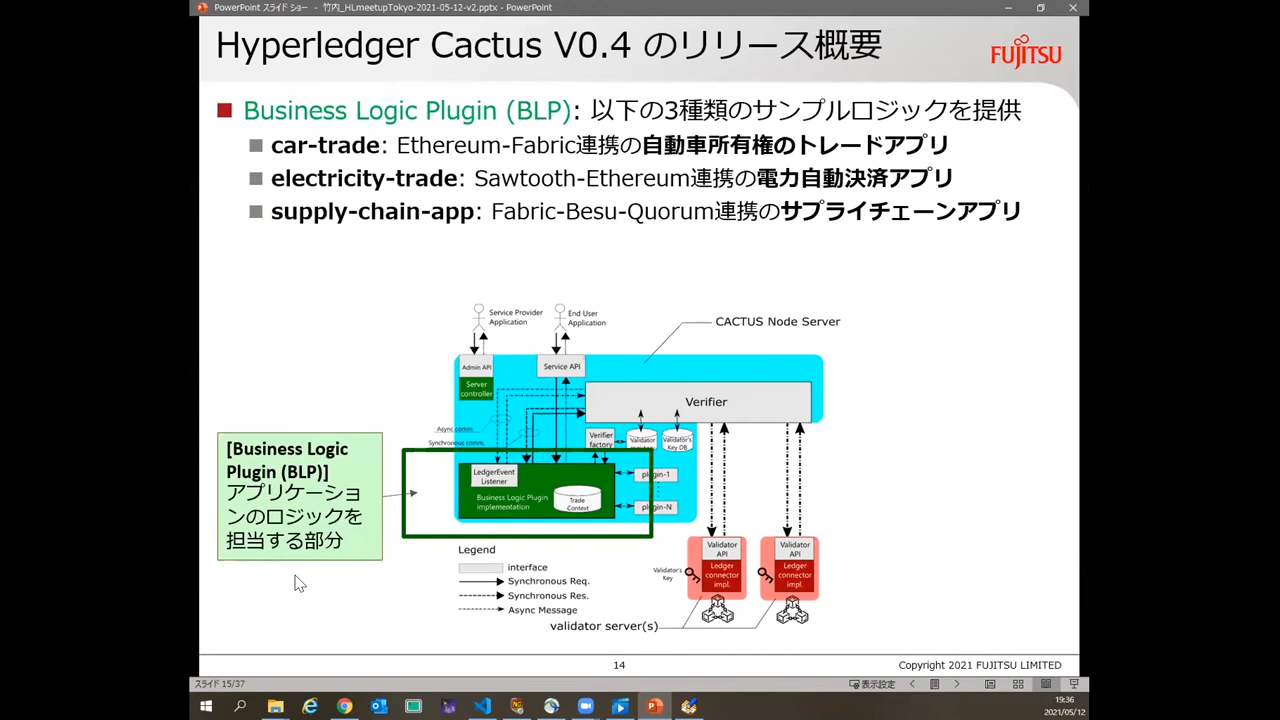 PowerPoint スライド ショー - 竹内_HLmeetupTokyo-2021-05-12-v2.pptx - PowerPoint
Hyperledger Cactus V0.4 のリリース概要
FUJITSU
Business Logic Plugin (BLP): 以下の3種類のサンプルロジックを提供
car-trade: Ethereum-Fabric連携の自動車所有権のトレードアプリ
electricity-trade: Sawtooth-Ethereum連携の電力自動決済アプリ
supply-chain-app: Fabric-Besu-Quorum連携のサプライチェーンアプリ
Service Provider
Application
End User
Application
CACTUS Node Server
Admin API
Server
controller
Service API
Verifier
Async comm.
Synchronous comm.
Verifier
factory
Validator
Validator's
Key DB
[Business Logic
Plugin (BLP)]
アプリケーショ
ンのロジックを
担当する部分
LedgerEvent
Listener
Business Logic Plugin
implementation
Trade
Context
plugin-1
plugin-N
Legend
interface
Synchronous Req.
Synchronous Res.
Async Message
Validator's
Key
Validator
API
Ledger
connector
impl.
Validator
API
Ledger
connector
impl.
validator server(s)
14
Copyright 2021 FUJITSU LIMITED
スライド 15/37
表示設定
19:36
2021/05/12